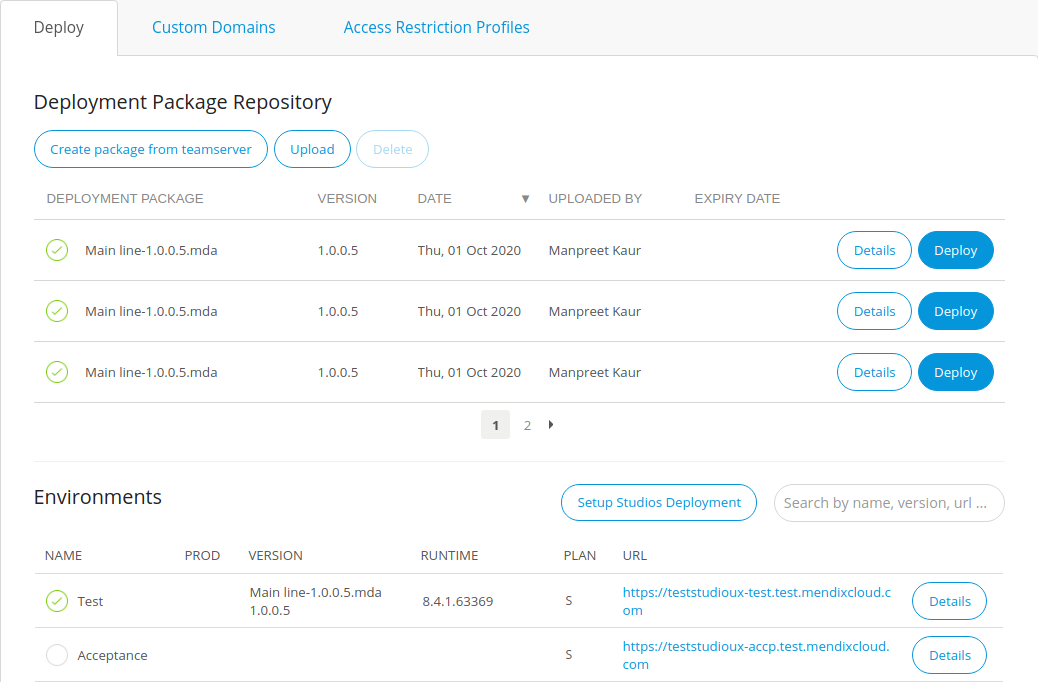 Deploy Custom Domains Access Restriction Profiles
Deployment Package Repository
Create package from teamserver Upload Delete
DEPLOYMENT PACKAGE VERSION DATE ▼ UPLOADED BY EXPIRY DATE
Main line-1.0.0.5.mda 1.0.0.5 Thu, 01 Oct 2020 Manpreet Kaur Details Deploy
Main line-1.0.0.5.mda 1.0.0.5 Thu, 01 Oct 2020 Manpreet Kaur Details Deploy
Main line-1.0.0.5.mda 1.0.0.5 Thu, 01 Oct 2020 Manpreet Kaur Details Deploy
1 2
Environments Setup Studios Deployment Search by name, version, url ...
NAME PROD VERSION RUNTIME PLAN URL
Test Main line-1.0.0.5.mda 1.0.0.5 8.4.1.63369 S https://teststudioux-test.test.mendixcloud.c
om Details
Acceptance S https://teststudioux-accp.test.mendixcloud.
com Details